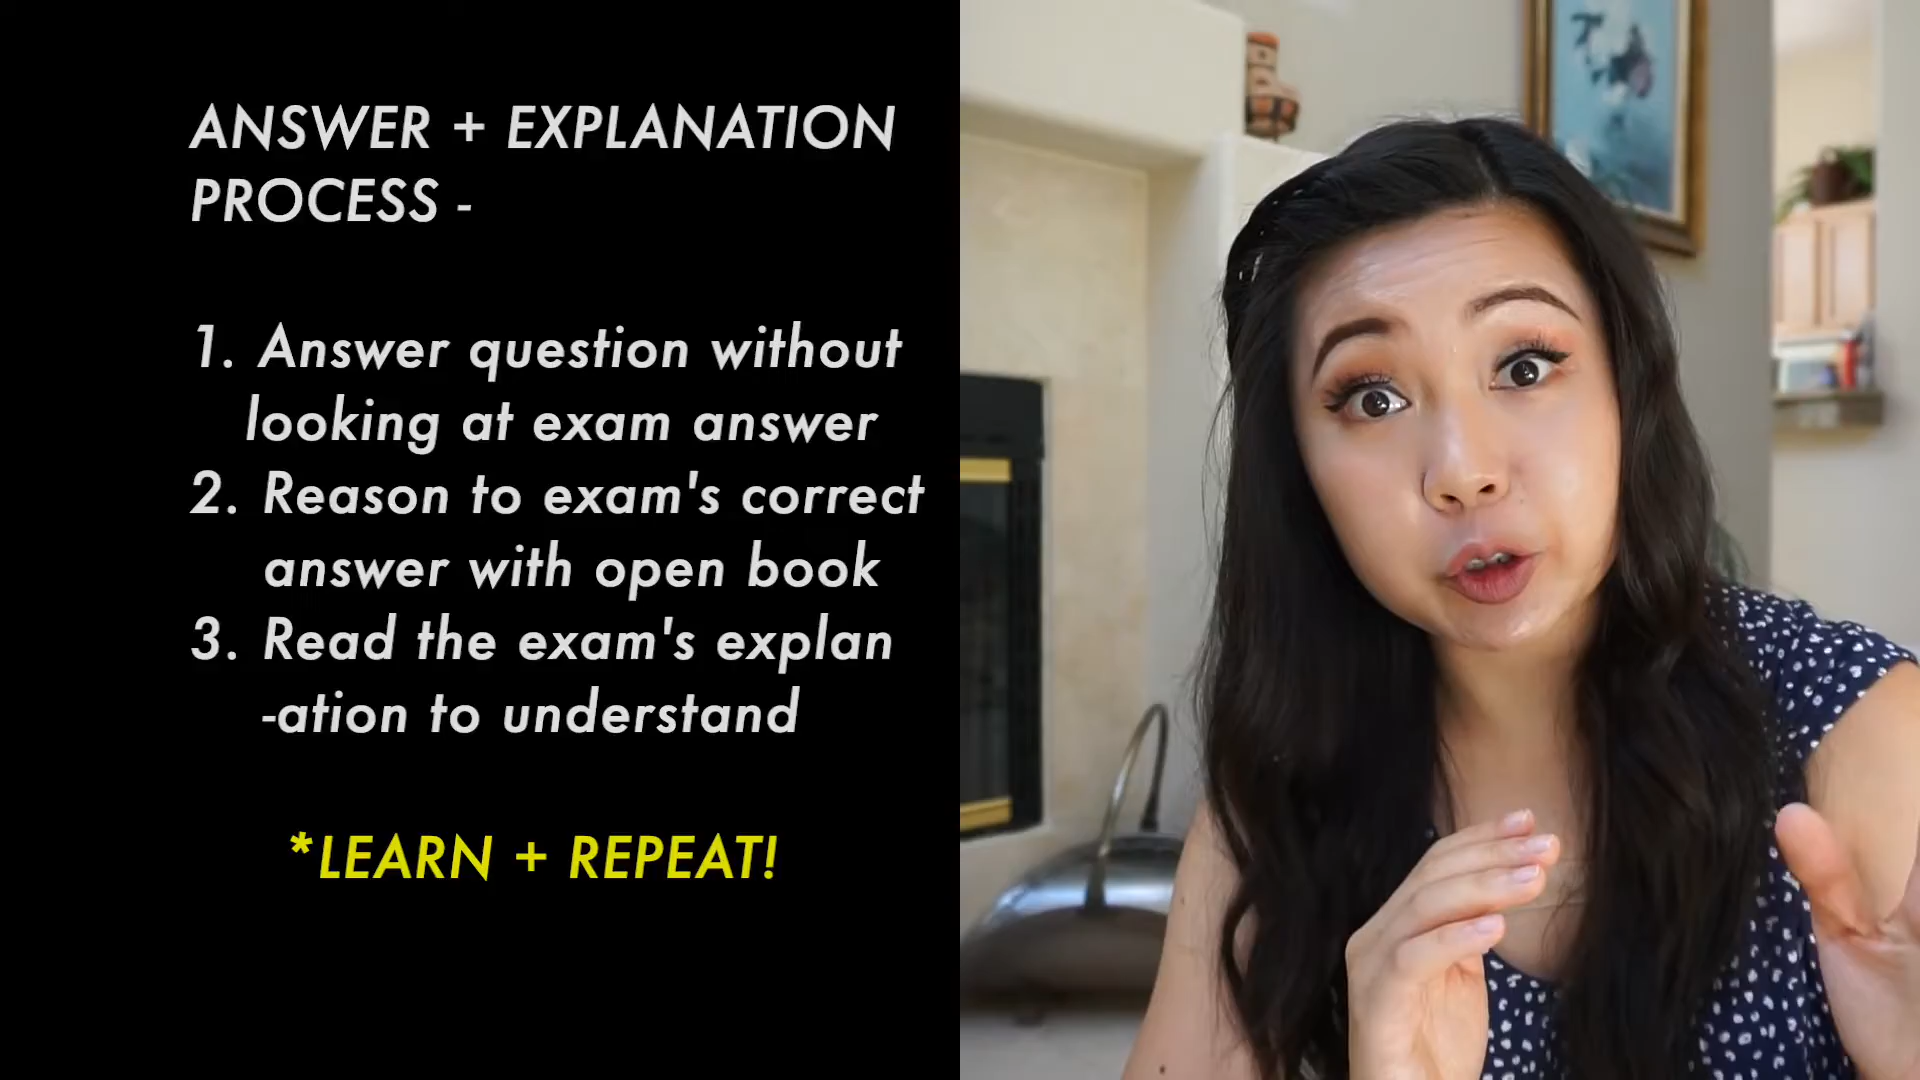 ANSWER + EXPLANATION
PROCESS -
1. Answer question without
looking at exam answer
2. Reason to exam's correct
answer with open book
3. Read the exam's explan
-ation to understand
*LEARN + REPEAT!